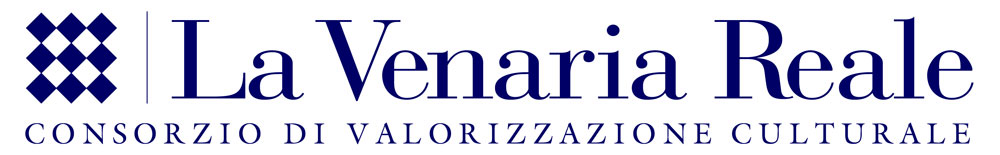 La Venaria Reale
CONSORZIO DI VALORIZZAZIONE CULTURALE